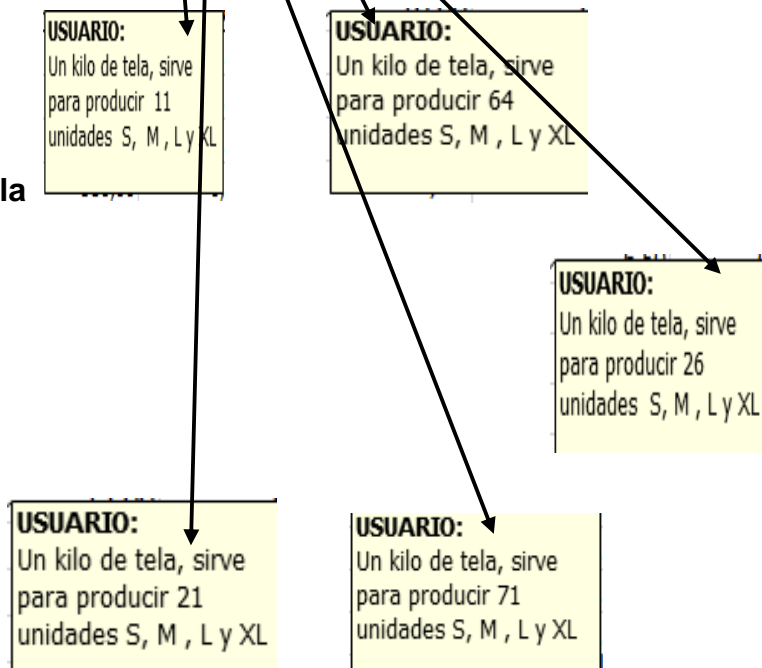 USUARIO:
Un kilo de tela, sirve
para producir 11
unidades S, M , L y XL
USUARIO:
Un kilo de tela, sirve
para producir 64
unidades S, M , L y XL
la
USUARIO:
Un kilo de tela, sirve
para producir 26
unidades S, M , L y XL
USUARIO:
Un kilo de tela, sirve
para producir 21
unidades S, M , L y XL
USUARIO:
Un kilo de tela, sirve
para producir 71
unidades S, M , L y XL